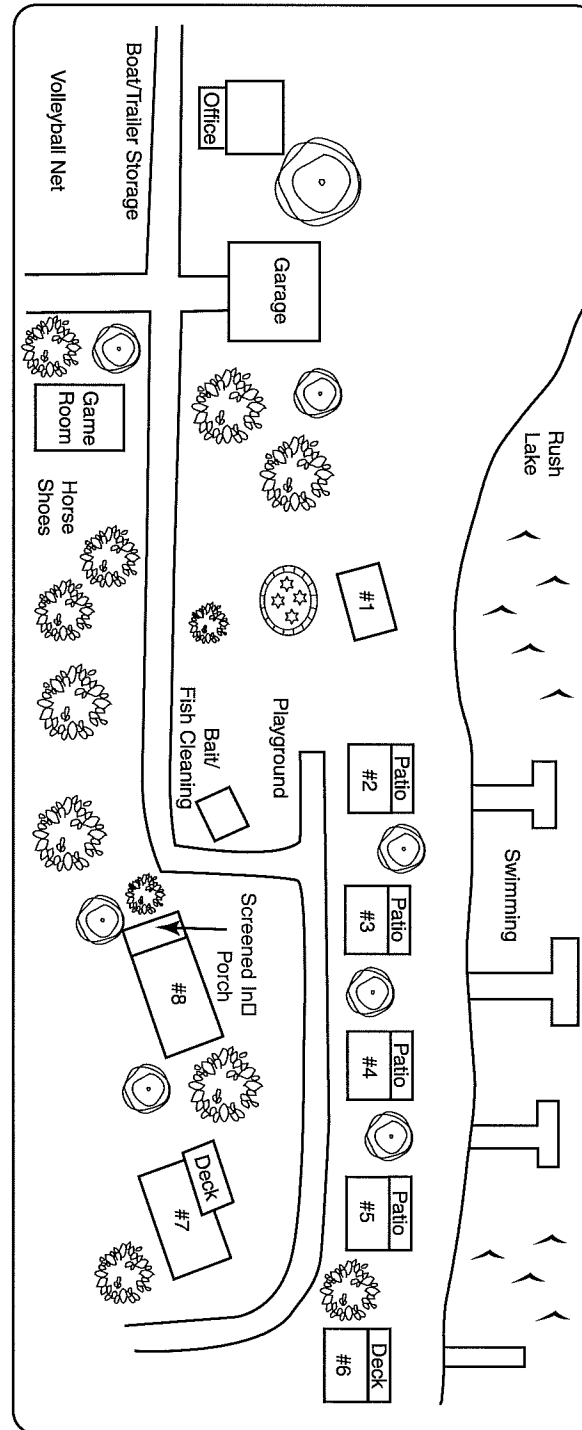 Rush
Lake
Swimming
Office
Garage
#1
Patio
#2
Patio
#3
Patio
#4
Patio
#5
Deck
#6
Playground
Bait/
Fish Cleaning
Screened In
Porch
#8
Deck
#7
Boat/Trailer Storage
Volleyball Net
Game
Room
Horse
Shoes